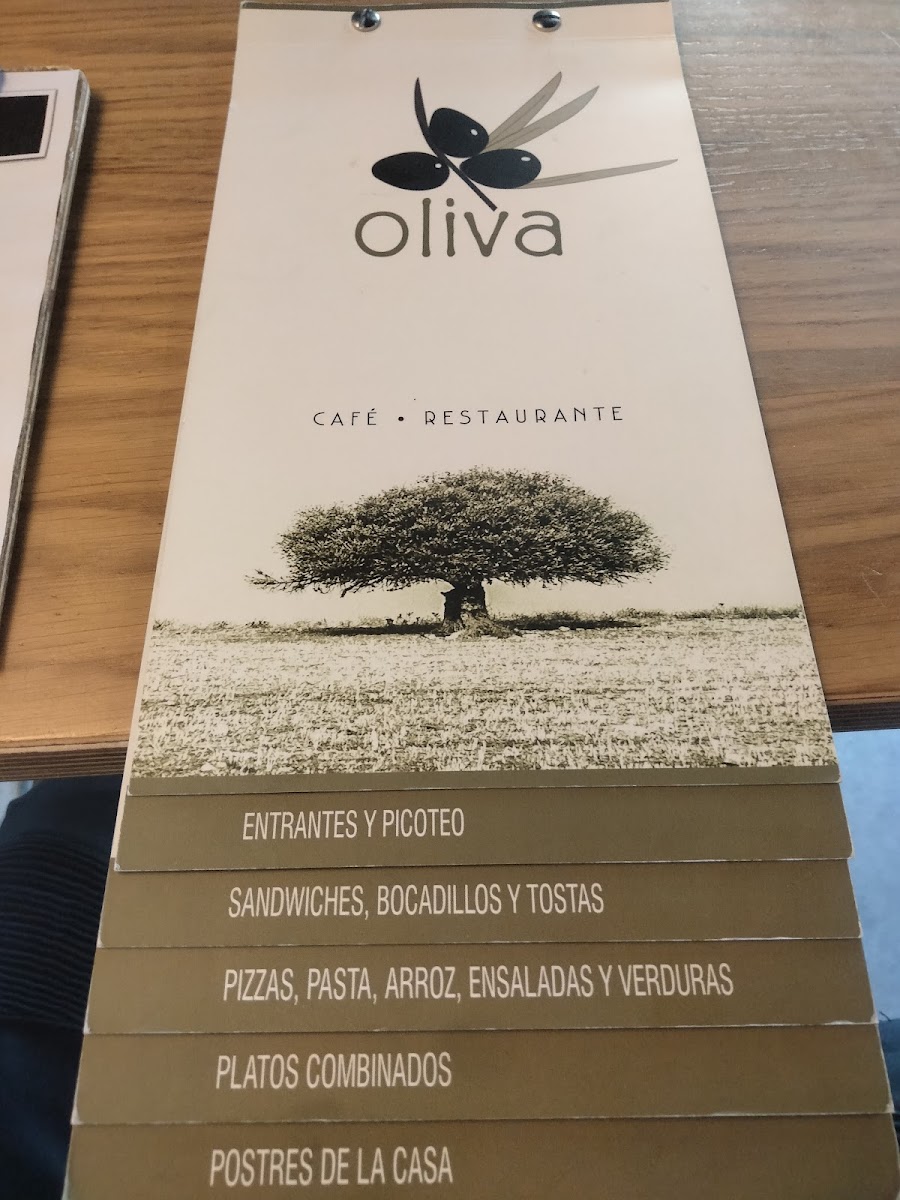 oliva
CAFÉ • RESTAURANTE
ENTRANTES Y PICOTEO
SANDWICHES, BOCADILLOS Y TOSTAS
PIZZAS, PASTA, ARROZ, ENSALADAS Y VERDURAS
PLATOS COMBINADOS
POSTRES DE LA CASA